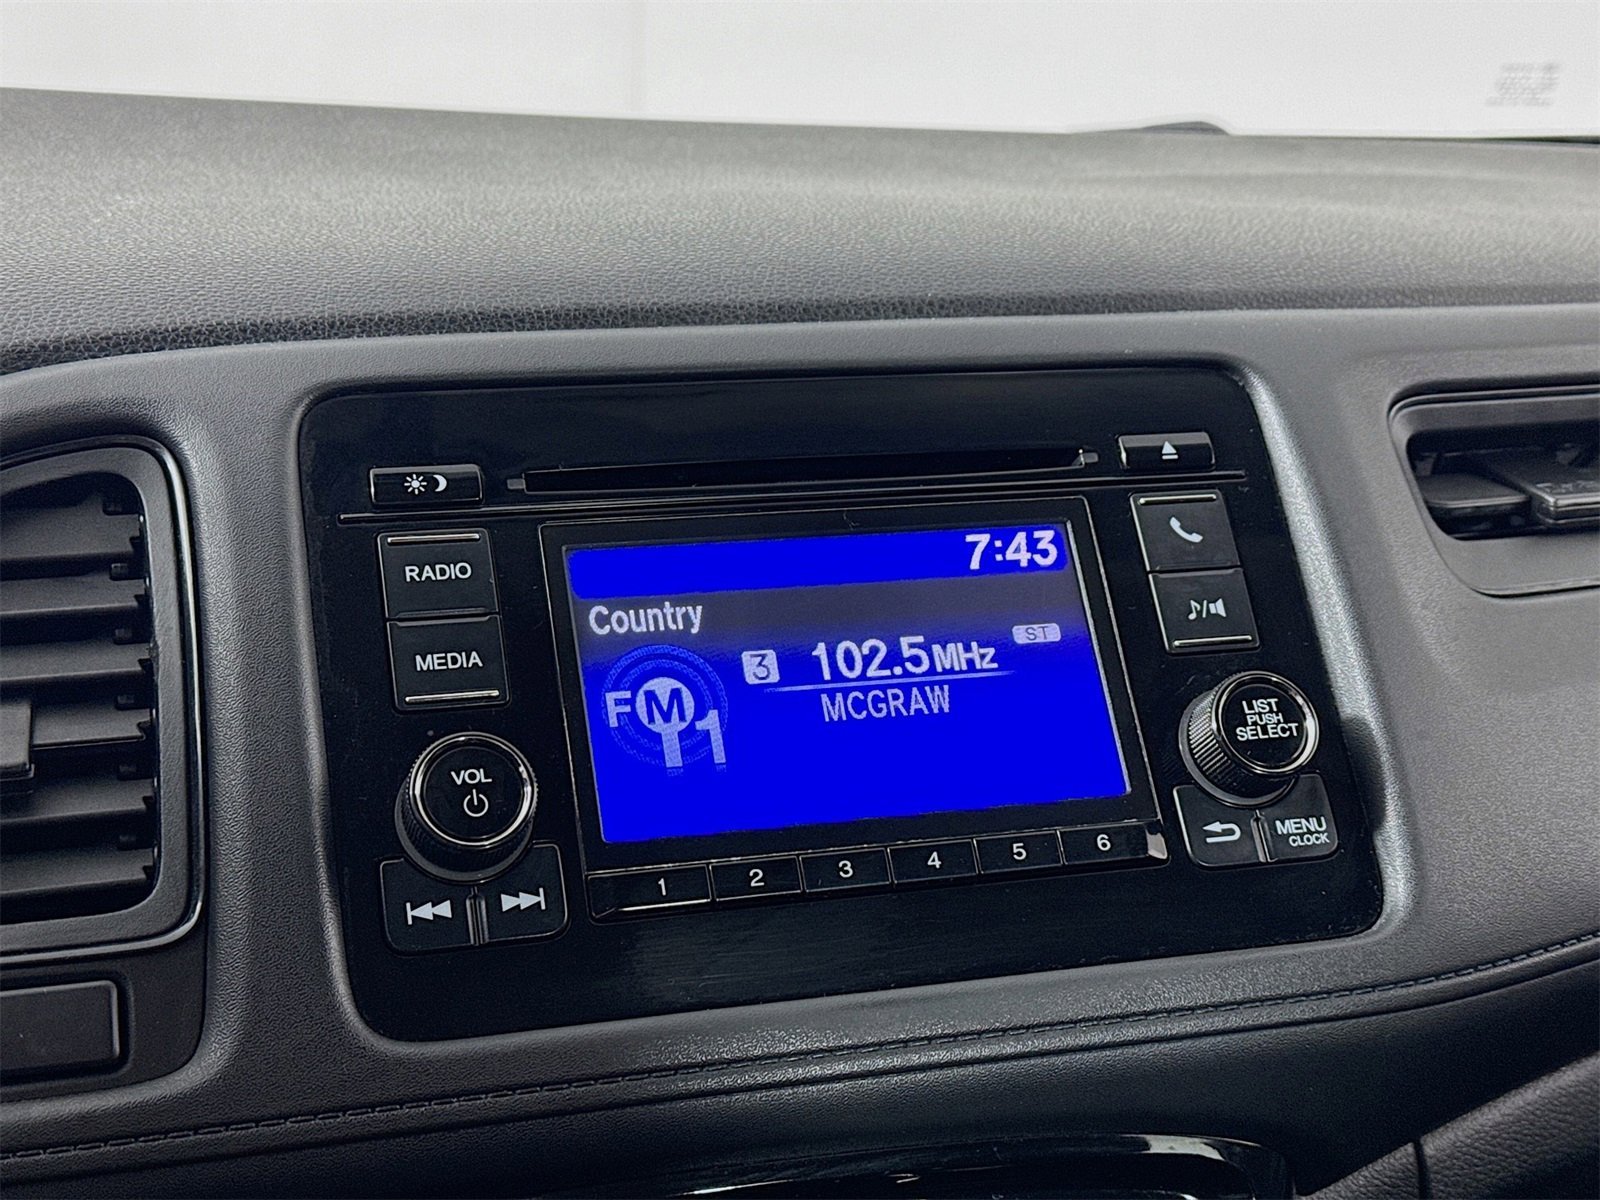 7:43
RADIO
Country
ST
3 102.5MHz
MEDIA
MCGRAW
FM 1
LIST
PUSH
SELECT
VOL
MENU
CLOCK
1 2 3 4 5 6